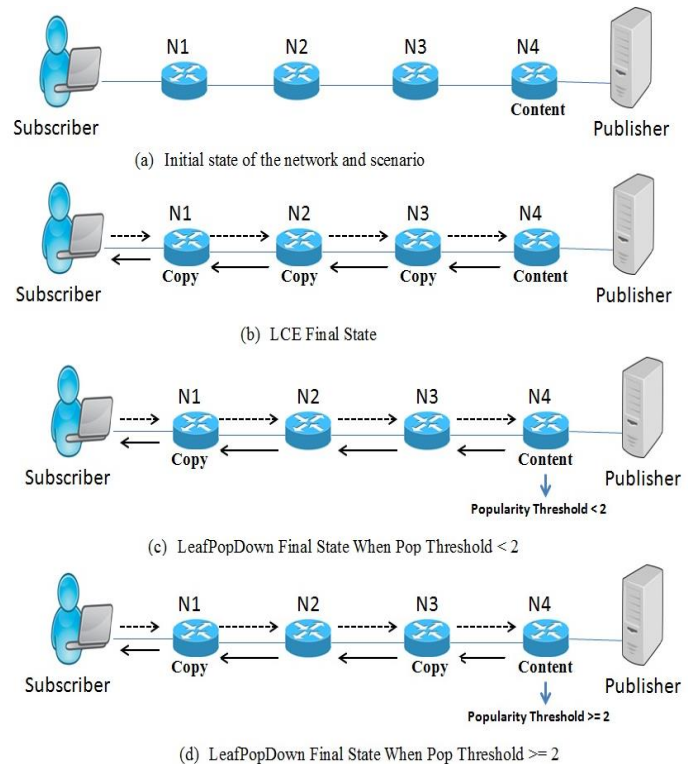 N1 N2 N3 N4
Subscriber Content Publisher
(a) Initial state of the network and scenario
N1 N2 N3 N4
Subscriber Copy Copy Copy Content Publisher
(b) LCE Final State
N1 N2 N3 N4
Subscriber Copy Content Publisher
Popularity Threshold < 2
(c) LeafPopDown Final State When Pop Threshold < 2
N1 N2 N3 N4
Subscriber Copy Copy Content Publisher
Popularity Threshold >= 2
(d) LeafPopDown Final State When Pop Threshold >= 2